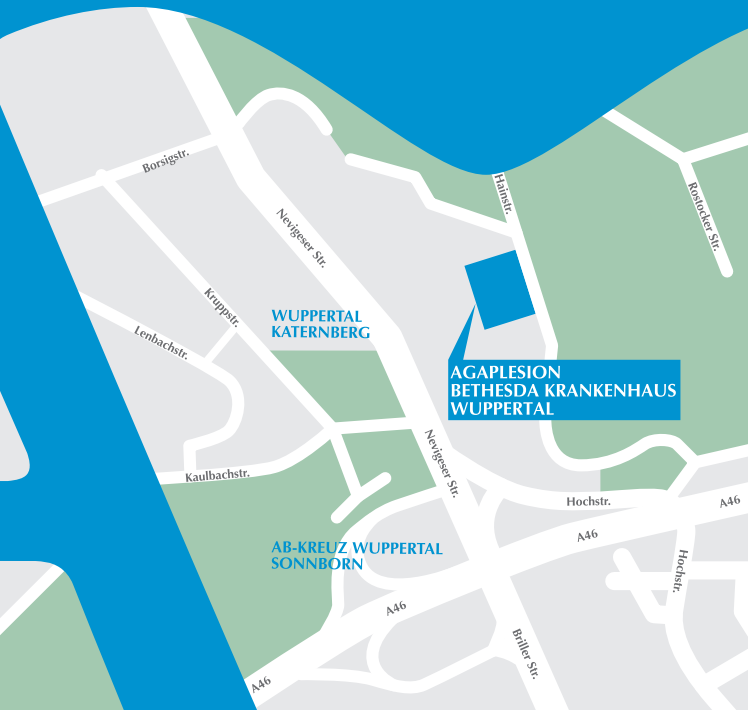 Borsigstr.
Hainstr.
Rostocker Str.
Nevigeser Str.
Kruppstr.
WUPPERTAL
KATERNBERG
Lenbachstr.
AGAPLESION
BETHESDA KRANKENHAUS
WUPPERTAL
Nevigeser Str.
Kaulbachstr.
Hochstr.
A46
A46
AB-KREUZ WUPPERTAL
SONNBORN
Hochstr.
A46
Briller Str.
A46